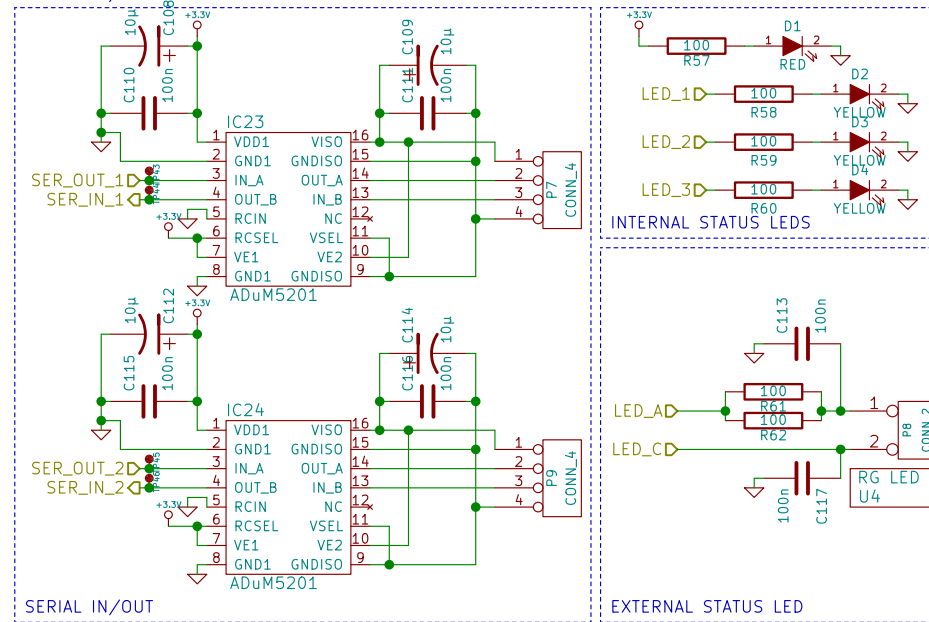 10µ
C108
+3.3V
C110
100n
C109
10µ
100n
IC23
1 VDD1 VISO 16
2 GND1 GNDISO 15
3 IN_A OUT_A 14
4 OUT_B IN_B 13
5 RCIN NC 12
6 RCSEL VSEL 11
7 VE1 VE2 10
8 GND1 GNDISO 9
ADuM5201
SER_OUT_1
SER_IN_1
+3.3V
1
2
3
4
P7
CONN_4
10µ
C112
+3.3V
C115
100n
C114
10µ
100n
IC24
1 VDD1 VISO 16
2 GND1 GNDISO 15
3 IN_A OUT_A 14
4 OUT_B IN_B 13
5 RCIN NC 12
6 RCSEL VSEL 11
7 VE1 VE2 10
8 GND1 GNDISO 9
ADuM5201
SER_OUT_2
SER_IN_2
+3.3V
1
2
3
4
P9
CONN_4
SERIAL IN/OUT
+3.3V
100
R57
1 D1 2
RED
LED_1
100
R58
1 D2 2
YELLOW
LED_2
100
R59
1 D3 2
YELLOW
LED_3
100
R60
1 D4 2
YELLOW
INTERNAL STATUS LEDS
C113
100n
LED_A
100
R61
100
R62
1
LED_C
2
P8
100n
C117
RG LED
U4
EXTERNAL STATUS LED